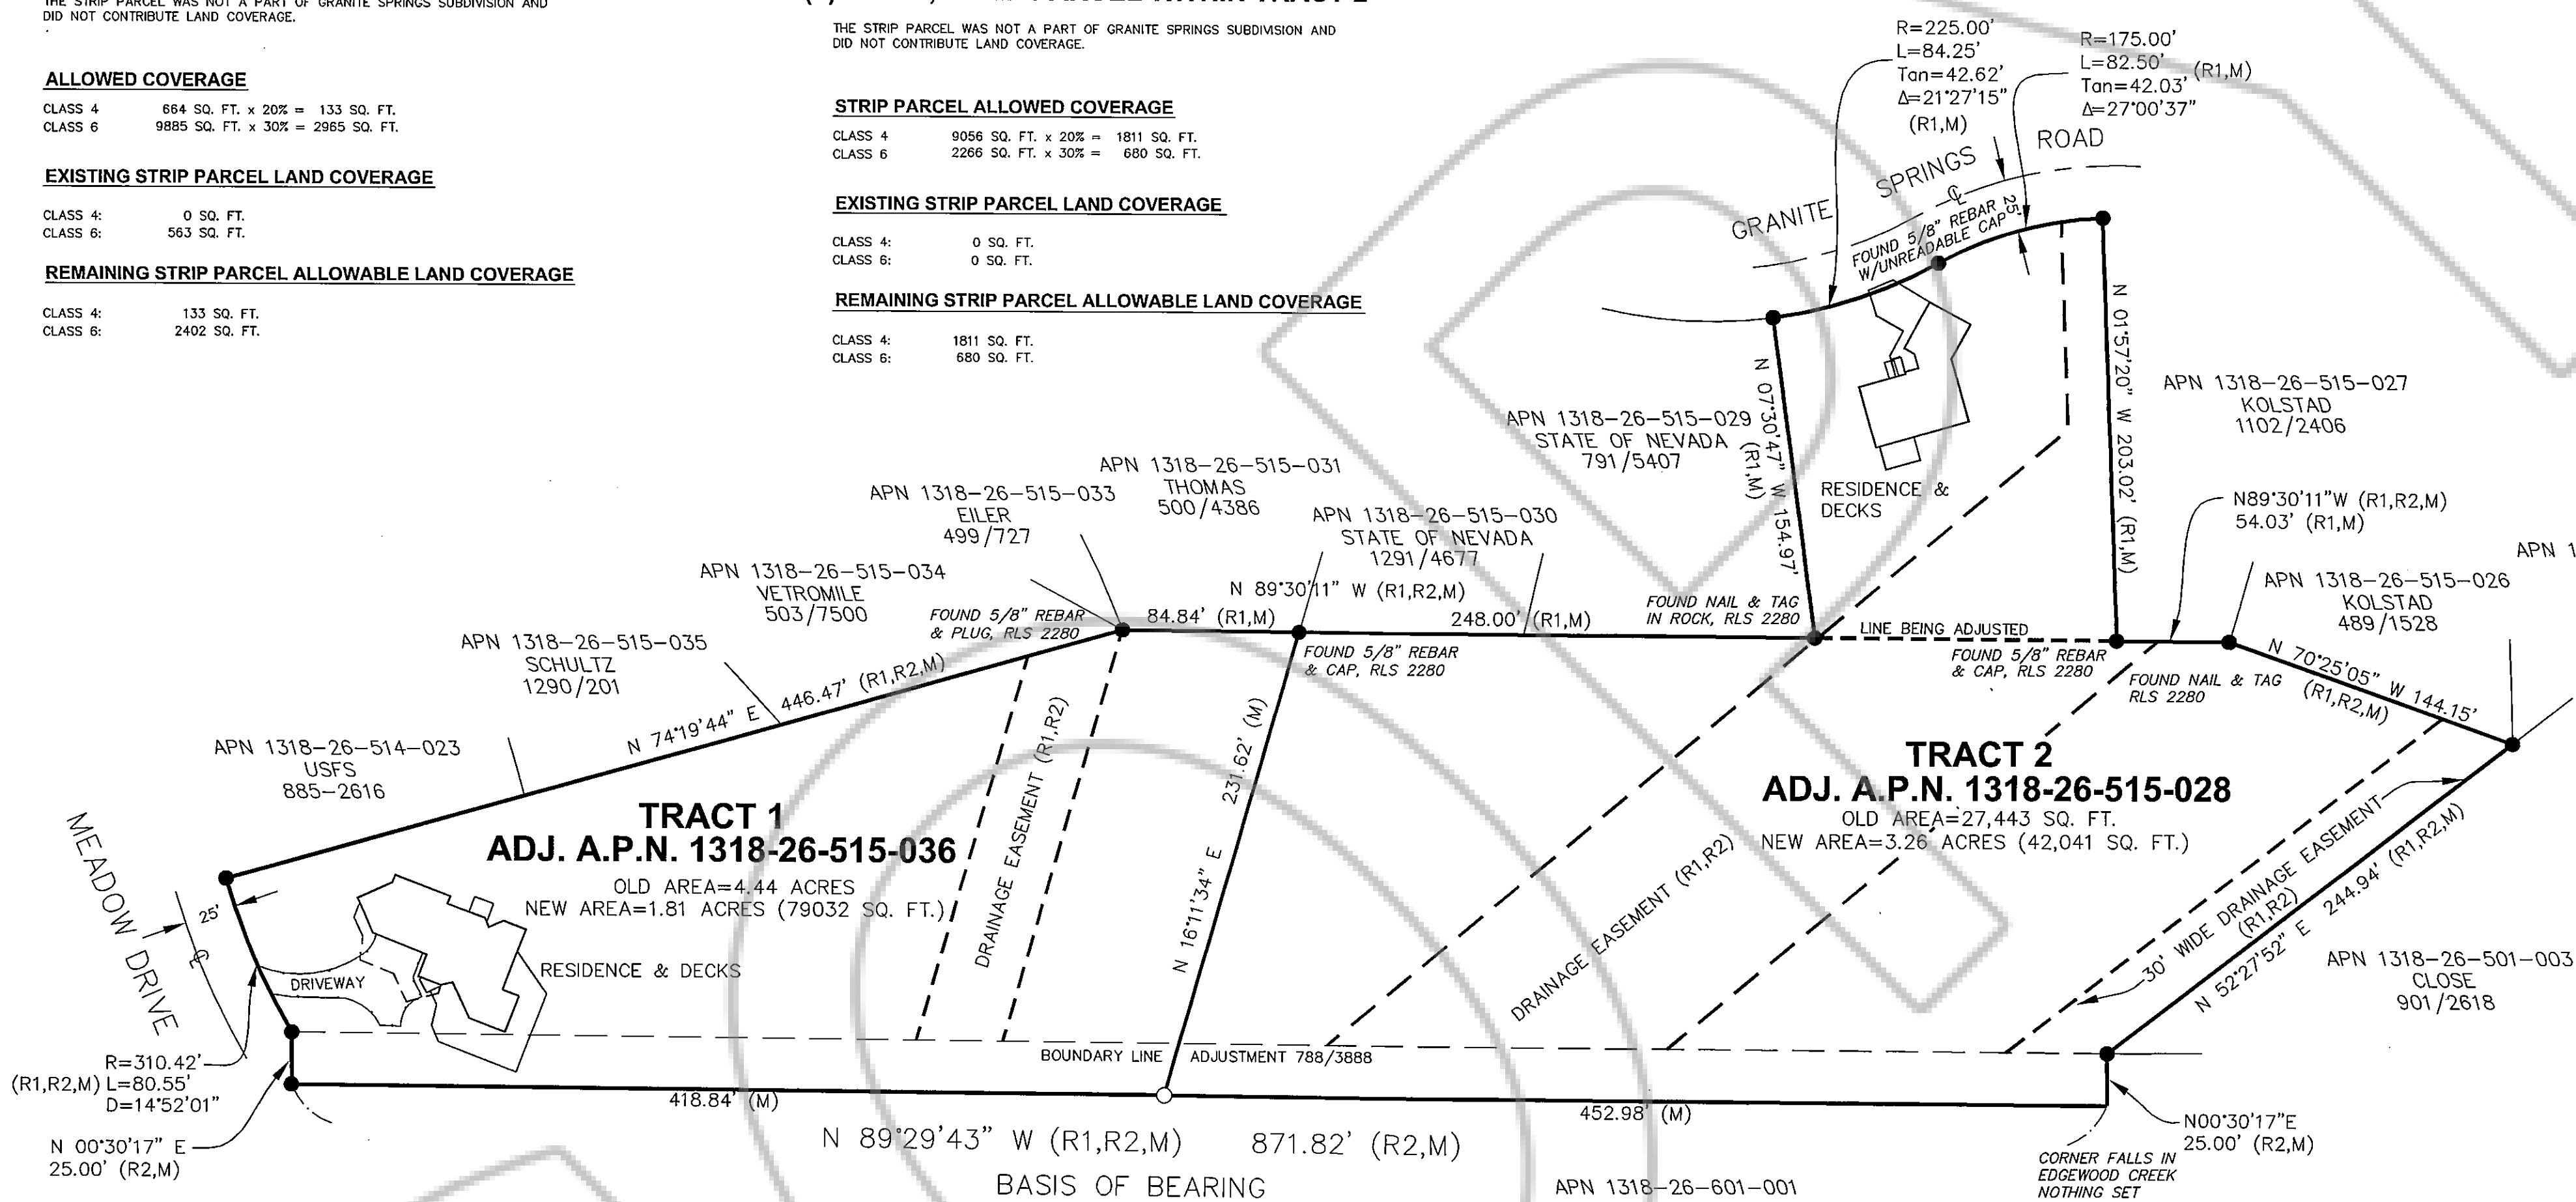 THE STRIP PARCEL WAS NOT A PART OF GRANITE SPRINGS SUBDIVISION AND
DID NOT CONTRIBUTE LAND COVERAGE.
ALLOWED COVERAGE
CLASS 4 664 SQ. FT. x 20% = 133 SQ. FT.
CLASS 6 9885 SQ. FT. x 30% = 2965 SQ. FT.
EXISTING STRIP PARCEL LAND COVERAGE
CLASS 4: 0 SQ. FT.
CLASS 6: 563 SQ. FT.
REMAINING STRIP PARCEL ALLOWABLE LAND COVERAGE
CLASS 4: 133 SQ. FT.
CLASS 6: 2402 SQ. FT.
THE STRIP PARCEL WAS NOT A PART OF GRANITE SPRINGS SUBDIVISION AND
DID NOT CONTRIBUTE LAND COVERAGE.
STRIP PARCEL ALLOWED COVERAGE
CLASS 4 9056 SQ. FT. x 20% = 1811 SQ. FT.
CLASS 6 2266 SQ. FT. x 30% = 680 SQ. FT.
EXISTING STRIP PARCEL LAND COVERAGE
CLASS 4: 0 SQ. FT.
CLASS 6: 0 SQ. FT.
REMAINING STRIP PARCEL ALLOWABLE LAND COVERAGE
CLASS 4: 1811 SQ. FT.
CLASS 6: 680 SQ. FT.
R=225.00'
L=84.25'
Tan=42.62'
Δ=21°27'15"
(R1,M)
R=175.00'
L=82.50' (R1,M)
Tan=42.03'
Δ=27°00'37"
GRANITE SPRINGS ROAD
℄
25'
FOUND 5/8" REBAR
W/UNREADABLE CAP
N 07°30'47" W 154.97'
(R1,M)
N 01°57'20" W 203.02' (R1,M)
APN 1318-26-515-027
KOLSTAD
1102/2406
APN 1318-26-515-029
STATE OF NEVADA
791/5407
RESIDENCE &
DECKS
APN 1318-26-515-031
THOMAS
500/4386
APN 1318-26-515-033
EILER
499/727
APN 1318-26-515-030
STATE OF NEVADA
1291/4677
N89°30'11"W (R1,R2,M)
54.03' (R1,M)
APN 1
APN 1318-26-515-026
KOLSTAD
489/1528
APN 1318-26-515-034
VETROMILE
503/7500
N 89°30'11" W (R1,R2,M)
FOUND 5/8" REBAR
& PLUG, RLS 2280
84.84' (R1,M)
248.00' (R1,M)
FOUND NAIL & TAG
IN ROCK, RLS 2280
LINE BEING ADJUSTED
FOUND 5/8" REBAR
& CAP, RLS 2280
FOUND 5/8" REBAR
& CAP, RLS 2280
FOUND NAIL & TAG
RLS 2280
N 70°25'05" W 144.15'
(R1,R2,M)
APN 1318-26-515-035
SCHULTZ
1290/201
N 74°19'44" E 446.47' (R1,R2,M)
APN 1318-26-514-023
USFS
885-2616
DRAINAGE EASEMENT (R1,R2)
N 16°11'34" E 231.62' (M)
TRACT 2
ADJ. A.P.N. 1318-26-515-028
OLD AREA=27,443 SQ. FT.
NEW AREA=3.26 ACRES (42,041 SQ. FT.)
TRACT 1
ADJ. A.P.N. 1318-26-515-036
OLD AREA=4.44 ACRES
NEW AREA=1.81 ACRES (79032 SQ. FT.)
MEADOW DRIVE
25'
℄
DRIVEWAY
RESIDENCE & DECKS
DRAINAGE EASEMENT (R1,R2)
30' WIDE DRAINAGE EASEMENT
(R1,R2)
N 52°27'52" E 244.94' (R1,R2,M)
APN 1318-26-501-003
CLOSE
901/2618
R=310.42'
(R1,R2,M) L=80.55'
D=14°52'01"
BOUNDARY LINE ADJUSTMENT 788/3888
418.84' (M)
452.98' (M)
N 00°30'17" E
25.00' (R2,M)
N 89°29'43" W (R1,R2,M) 871.82' (R2,M)
BASIS OF BEARING
N00°30'17"E
25.00' (R2,M)
CORNER FALLS IN
EDGEWOOD CREEK
NOTHING SET
APN 1318-26-601-001